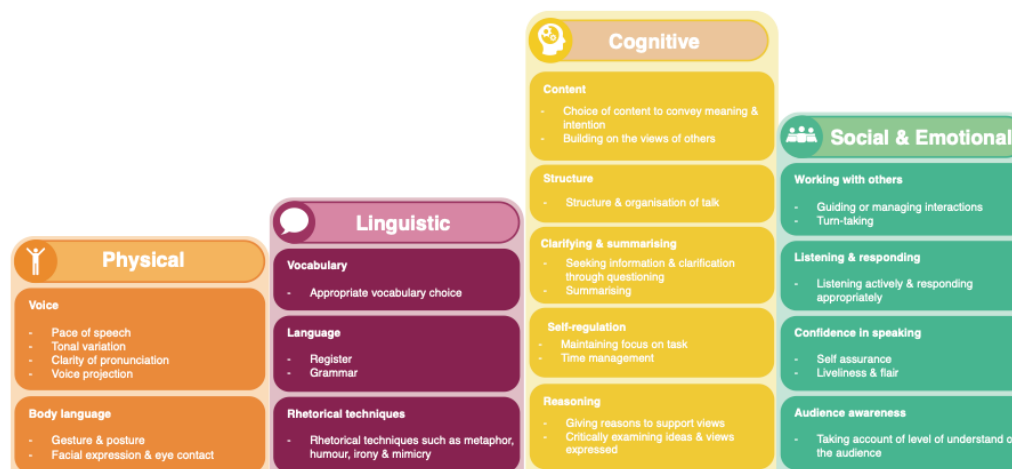 Physical
Voice
- Pace of speech
- Tonal variation
- Clarity of pronunciation
- Voice projection
Body language
- Gesture & posture
- Facial expression & eye contact
Linguistic
Vocabulary
- Appropriate vocabulary choice
Language
- Register
- Grammar
Rhetorical techniques
- Rhetorical techniques such as metaphor,
humour, irony & mimicry
Cognitive
Content
- Choice of content to convey meaning &
intention
- Building on the views of others
Structure
- Structure & organisation of talk
Clarifying & summarising
- Seeking information & clarification
through questioning
- Summarising
Self-regulation
- Maintaining focus on task
- Time management
Reasoning
- Giving reasons to support views
- Critically examining ideas & views
expressed
Social & Emotional
Working with others
- Guiding or managing interactions
- Turn-taking
Listening & responding
- Listening actively & responding
appropriately
Confidence in speaking
- Self assurance
- Liveliness & flair
Audience awareness
- Taking account of level of understand
the audience